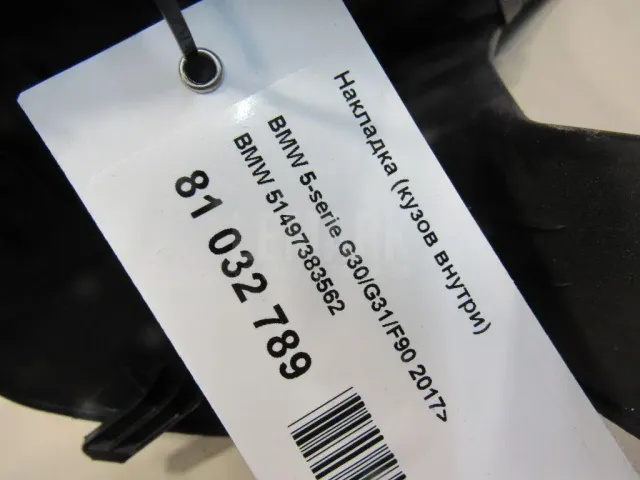 Накладка (кузов внутри)
BMW 5-serie G30/G31/F90 2017>
BMW 51497383562
81 032 789